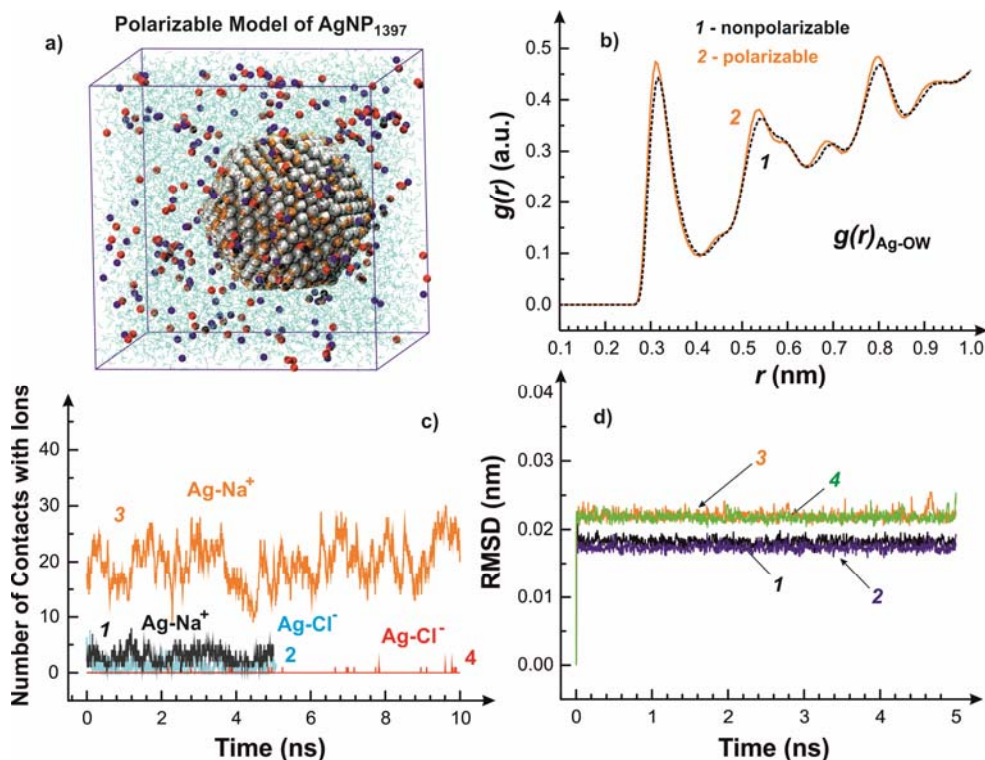 Polarizable Model of AgNP1397
a)
b)
1 - nonpolarizable
2 - polarizable
0.5
0.4
0.3
0.2
0.1
0.0
g(r) (a.u.)
2
1
g(r)Ag-OW
0.1 0.2 0.3 0.4 0.5 0.6 0.7 0.8 0.9 1.0
r (nm)
c)
Number of Contacts with Ions
40
30
20
10
0
3
Ag-Na+
1
Ag-Na+
Ag-Cl-
2
Ag-Cl-
4
0 2 4 6 8 10
Time (ns)
d)
RMSD (nm)
0.04
0.03
0.02
0.01
0.00
3
4
1
2
0 1 2 3 4 5
Time (ns)